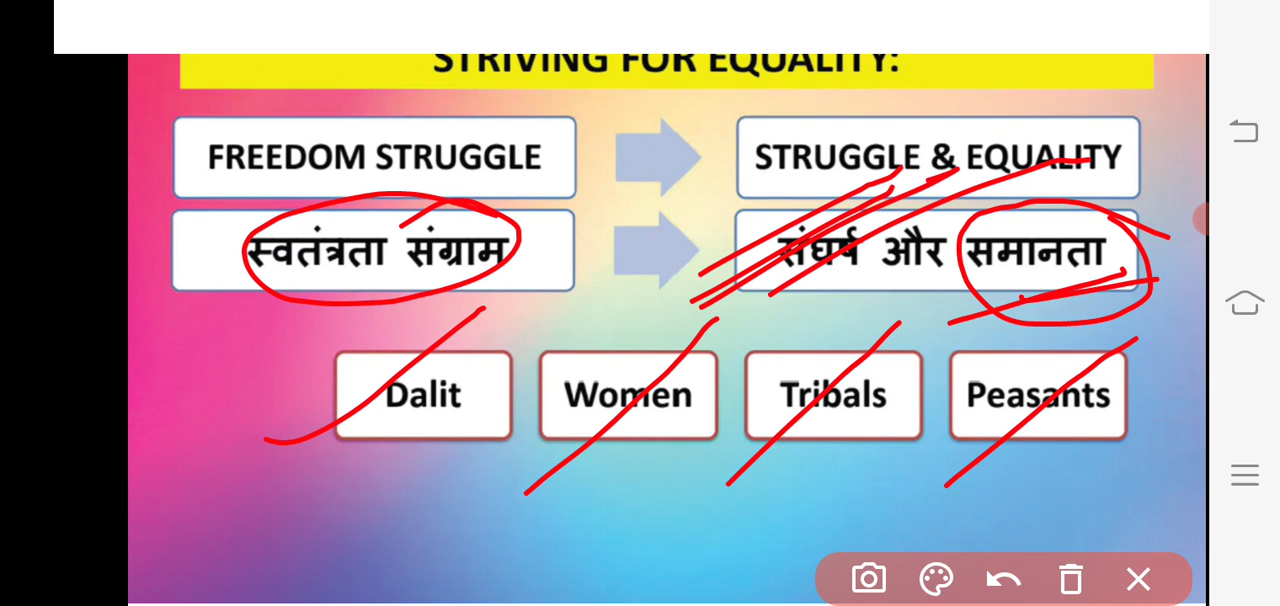 STRIVING FOR EQUALITY:
FREEDOM STRUGGLE STRUGGLE & EQUALITY
स्वतंत्रता संग्राम संघर्ष और समानता
Dalit Women Tribals Peasants